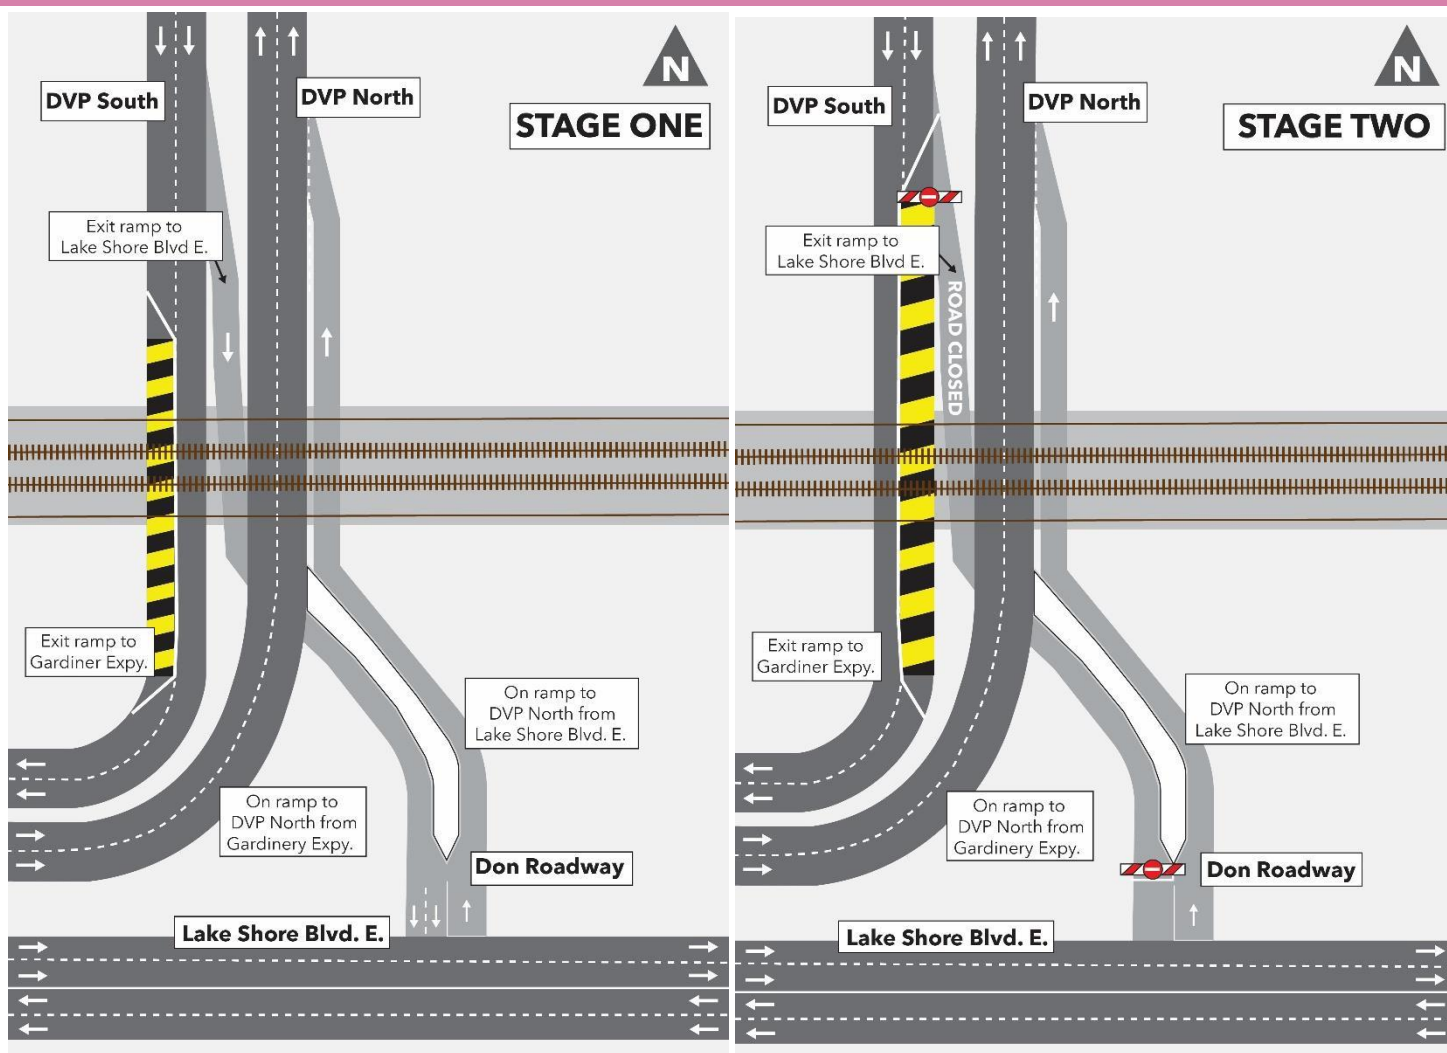 N
DVP South
DVP North
STAGE ONE
Exit ramp to
Lake Shore Blvd E.
Exit ramp to
Gardiner Expy.
On ramp to
DVP North from
Lake Shore Blvd. E.
On ramp to
DVP North from
Gardinery Expy.
Don Roadway
Lake Shore Blvd. E.
N
DVP South
DVP North
STAGE TWO
Exit ramp to
Lake Shore Blvd E.
ROAD CLOSED
Exit ramp to
Gardiner Expy.
On ramp to
DVP North from
Lake Shore Blvd. E.
On ramp to
DVP North from
Gardinery Expy.
Don Roadway
Lake Shore Blvd. E.